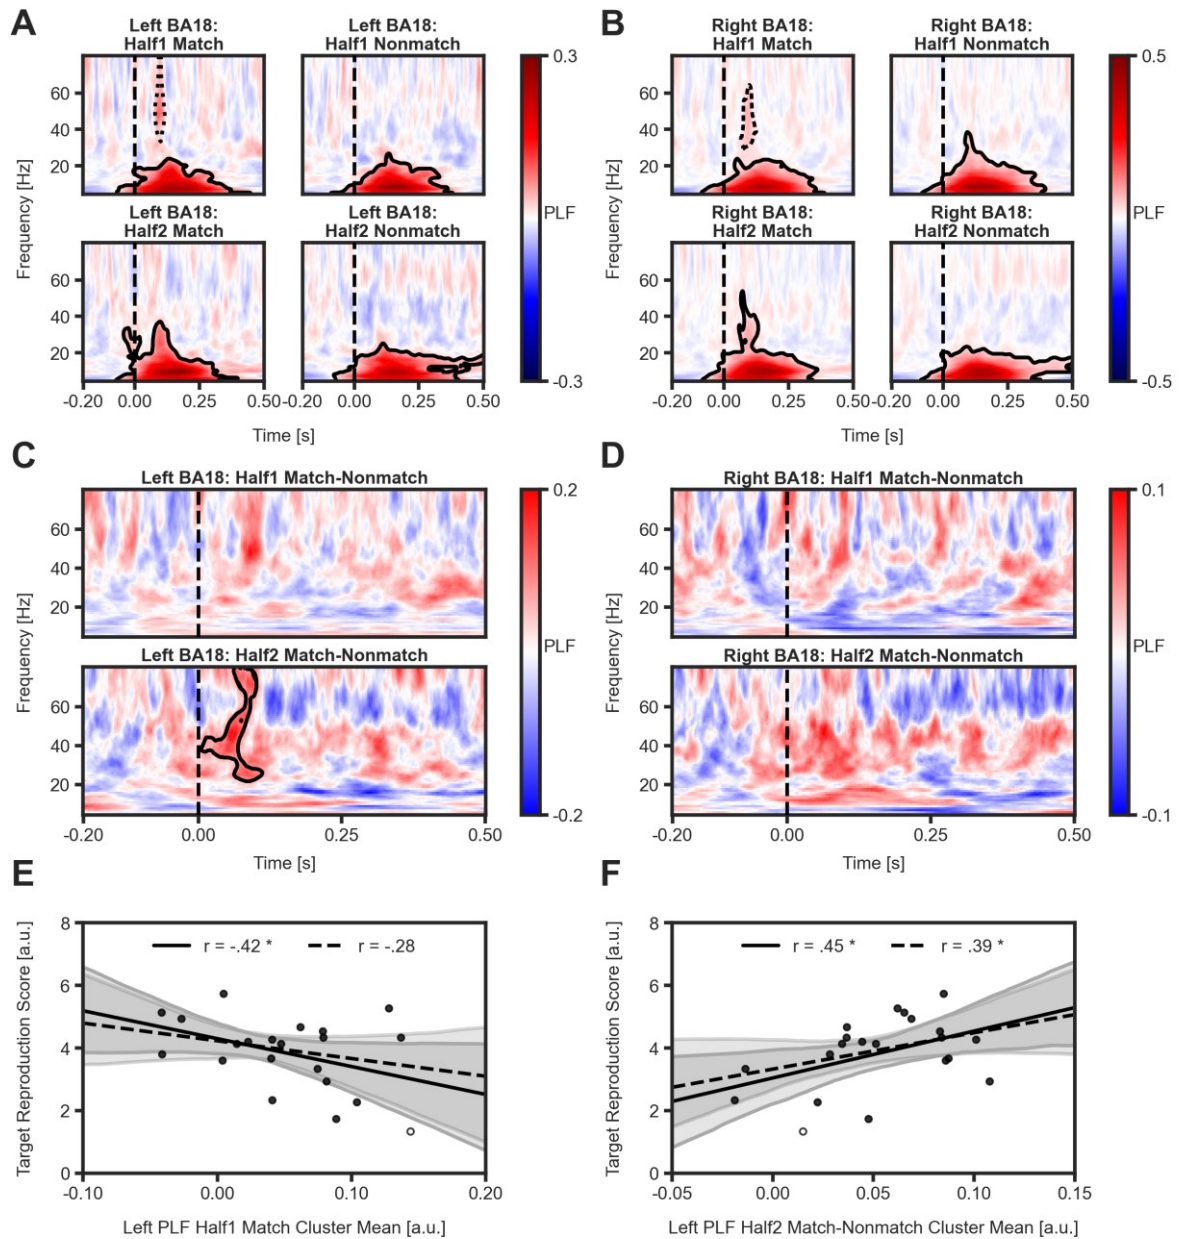 A
Left BA18:
Half1 Match
Left BA18:
Half1 Nonmatch
Frequency [Hz]
60
40
20
0.3
PLF
-0.3
Left BA18:
Half2 Match
Left BA18:
Half2 Nonmatch
Frequency [Hz]
60
40
20
-0.20 0.00 0.25 0.50 -0.20 0.00 0.25 0.50
Time [s]
B
Right BA18:
Half1 Match
Right BA18:
Half1 Nonmatch
Frequency [Hz]
60
40
20
0.5
PLF
-0.5
Right BA18:
Half2 Match
Right BA18:
Half2 Nonmatch
Frequency [Hz]
60
40
20
-0.20 0.00 0.25 0.50 -0.20 0.00 0.25 0.50
Time [s]
C
Left BA18: Half1 Match-Nonmatch
Frequency [Hz]
60
40
20
0.2
PLF
-0.2
Left BA18: Half2 Match-Nonmatch
Frequency [Hz]
60
40
20
-0.20 0.00 0.25 0.50
Time [s]
D
Right BA18: Half1 Match-Nonmatch
Frequency [Hz]
60
40
20
0.1
PLF
-0.1
Right BA18: Half2 Match-Nonmatch
Frequency [Hz]
60
40
20
-0.20 0.00 0.25 0.50
Time [s]
E
Target Reproduction Score [a.u.]
8
6
4
2
0
r = -.42 * r = -.28
-0.10 0.00 0.10 0.20
Left PLF Half1 Match Cluster Mean [a.u.]
F
Target Reproduction Score [a.u.]
8
6
4
2
0
r = .45 * r = .39 *
-0.05 0.00 0.05 0.10 0.15
Left PLF Half2 Match-Nonmatch Cluster Mean [a.u.]